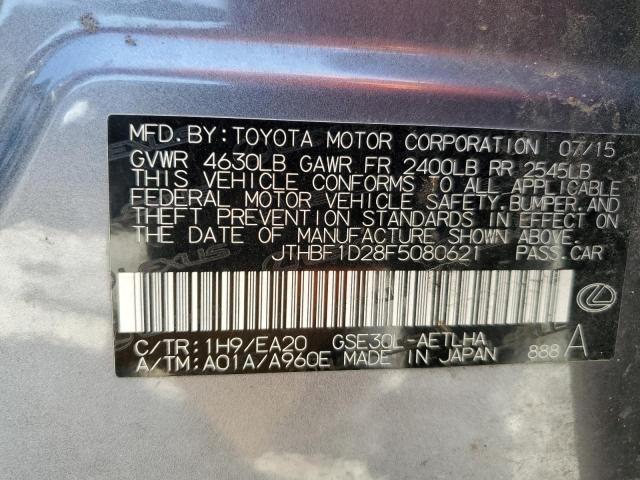 MFD. BY: TOYOTA MOTOR CORPORATION 07/15
GVWR 4630LB GAWR FR 2400LB RR 2545LB
THIS VEHICLE CONFORMS TO ALL APPLICABLE
FEDERAL MOTOR VEHICLE SAFETY, BUMPER, AND
THEFT PREVENTION STANDARDS IN EFFECT ON
THE DATE OF MANUFACTURE SHOWN ABOVE.
JTHBF1D28F5080621 PASS.CAR
C/TR: 1H9/EA20 GSE30L-AETLHA
A/TM: A01A/A960E MADE IN JAPAN 888 A